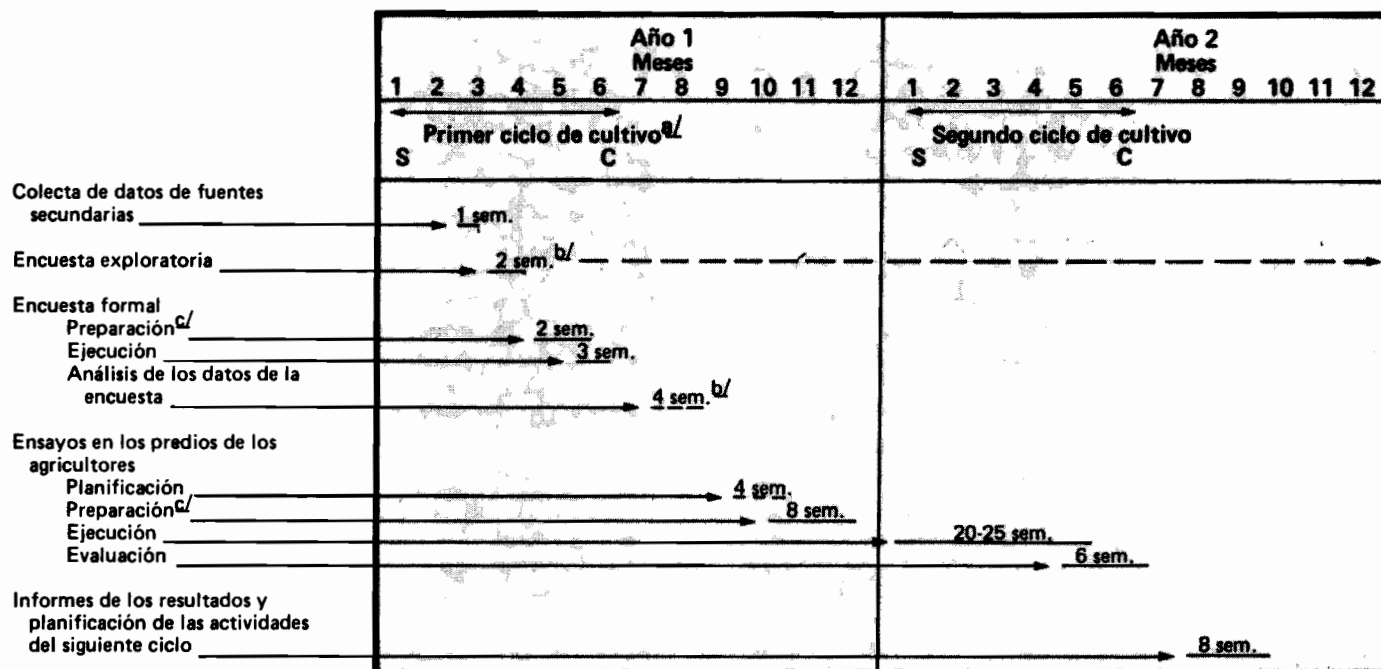 Año 1 Año 2
Meses Meses
1 2 3 4 5 6 7 8 9 10 11 12 1 2 3 4 5 6 7 8 9 10 11 12
Primer ciclo de cultivo a/ Segundo ciclo de cultivo
S C S C
Colecta de datos de fuentes
secundarias 1 sem.
Encuesta exploratoria 2 sem. b/
Encuesta formal
Preparación c/ 2 sem.
Ejecución 3 sem.
Análisis de los datos de la
encuesta 4 sem. b/
Ensayos en los predios de los
agricultores
Planificación 4 sem.
Preparación c/ 8 sem.
Ejecución 20-25 sem.
Evaluación 6 sem.
Informes de los resultados y
planificación de las actividades
del siguiente ciclo 8 sem.